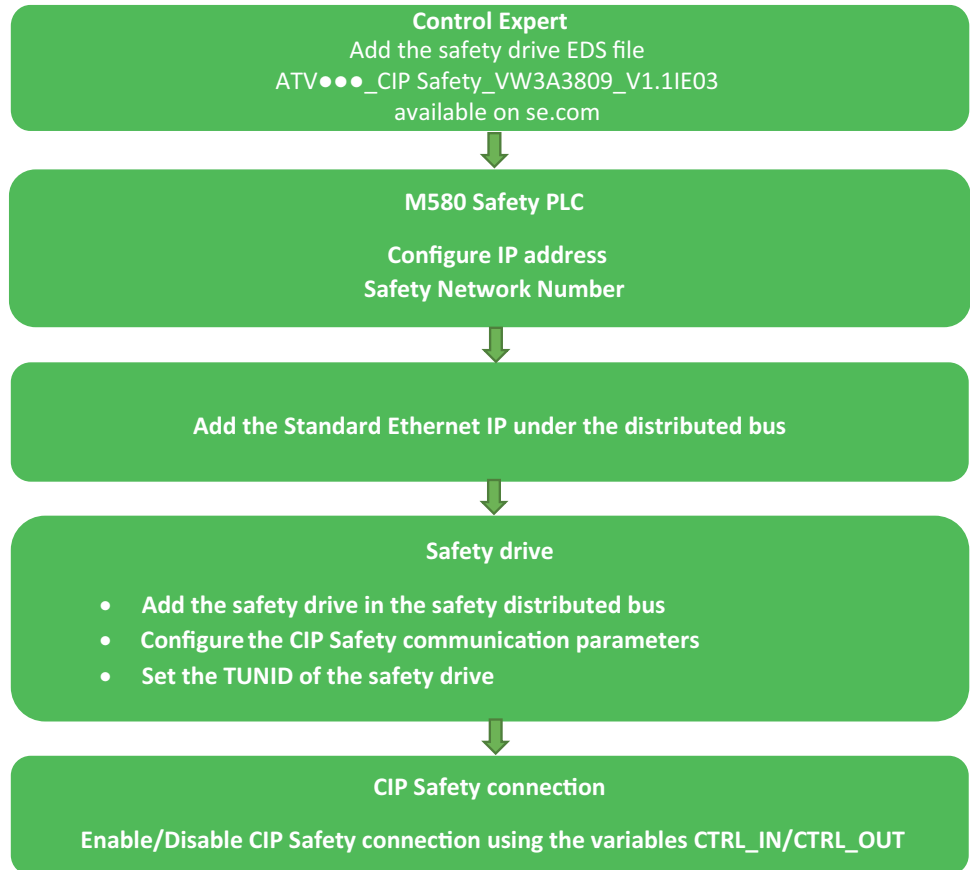 Control Expert
Add the safety drive EDS file
ATV●●●_CIP Safety_VW3A3809_V1.1IE03
available on se.com
M580 Safety PLC
Configure IP address
Safety Network Number
Add the Standard Ethernet IP under the distributed bus
Safety drive
● Add the safety drive in the safety distributed bus
● Configure the CIP Safety communication parameters
● Set the TUNID of the safety drive
CIP Safety connection
Enable/Disable CIP Safety connection using the variables CTRL_IN/CTRL_OUT